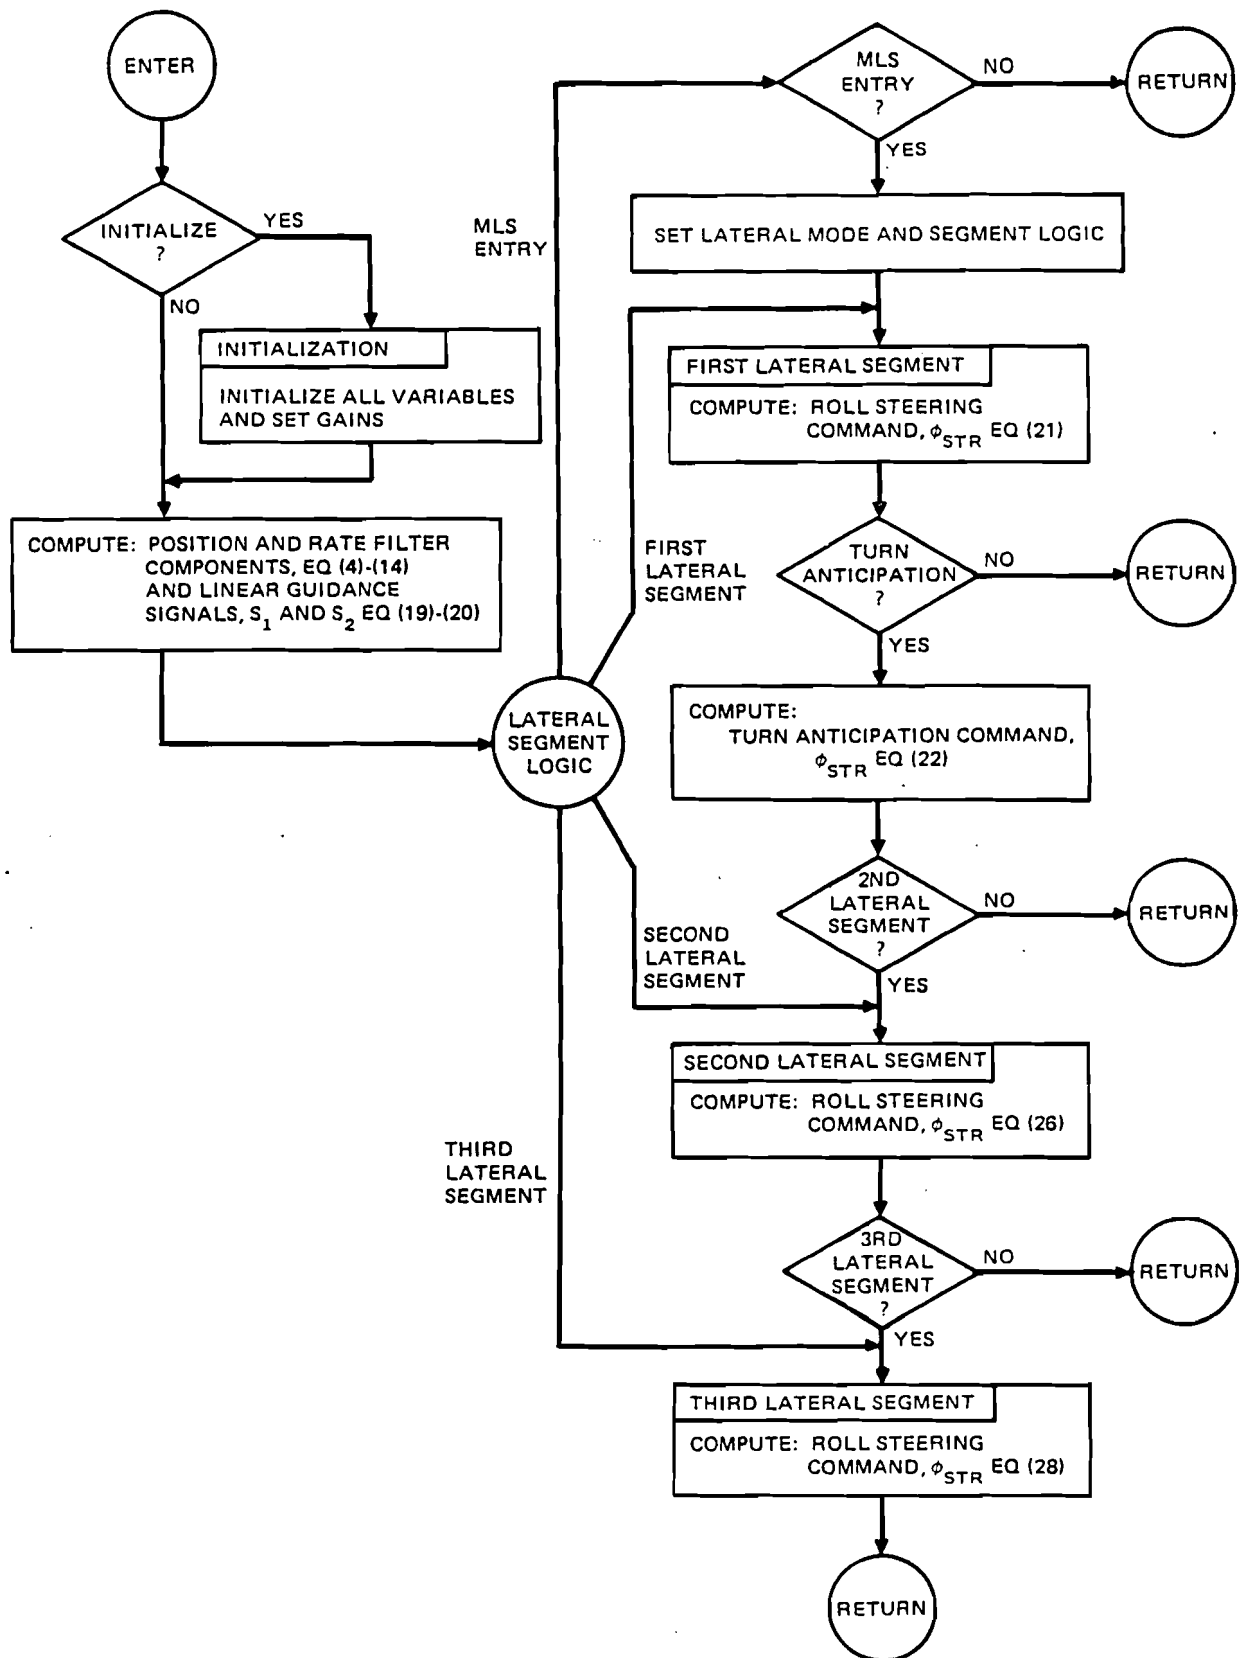 ENTER
INITIALIZE
?
YES
NO
INITIALIZATION
INITIALIZE ALL VARIABLES
AND SET GAINS
COMPUTE: POSITION AND RATE FILTER
COMPONENTS, EQ (4)-(14)
AND LINEAR GUIDANCE
SIGNALS, S1 AND S2 EQ (19)-(20)
LATERAL
SEGMENT
LOGIC
MLS
ENTRY
FIRST
LATERAL
SEGMENT
SECOND
LATERAL
SEGMENT
THIRD
LATERAL
SEGMENT
MLS
ENTRY
?
NO
RETURN
YES
SET LATERAL MODE AND SEGMENT LOGIC
FIRST LATERAL SEGMENT
COMPUTE: ROLL STEERING
COMMAND, ϕSTR EQ (21)
TURN
ANTICIPATION
?
NO
RETURN
YES
COMPUTE:
TURN ANTICIPATION COMMAND,
ϕSTR EQ (22)
2ND
LATERAL
SEGMENT
?
NO
RETURN
YES
SECOND LATERAL SEGMENT
COMPUTE: ROLL STEERING
COMMAND, ϕSTR EQ (26)
3RD
LATERAL
SEGMENT
?
NO
RETURN
YES
THIRD LATERAL SEGMENT
COMPUTE: ROLL STEERING
COMMAND, ϕSTR EQ (28)
RETURN